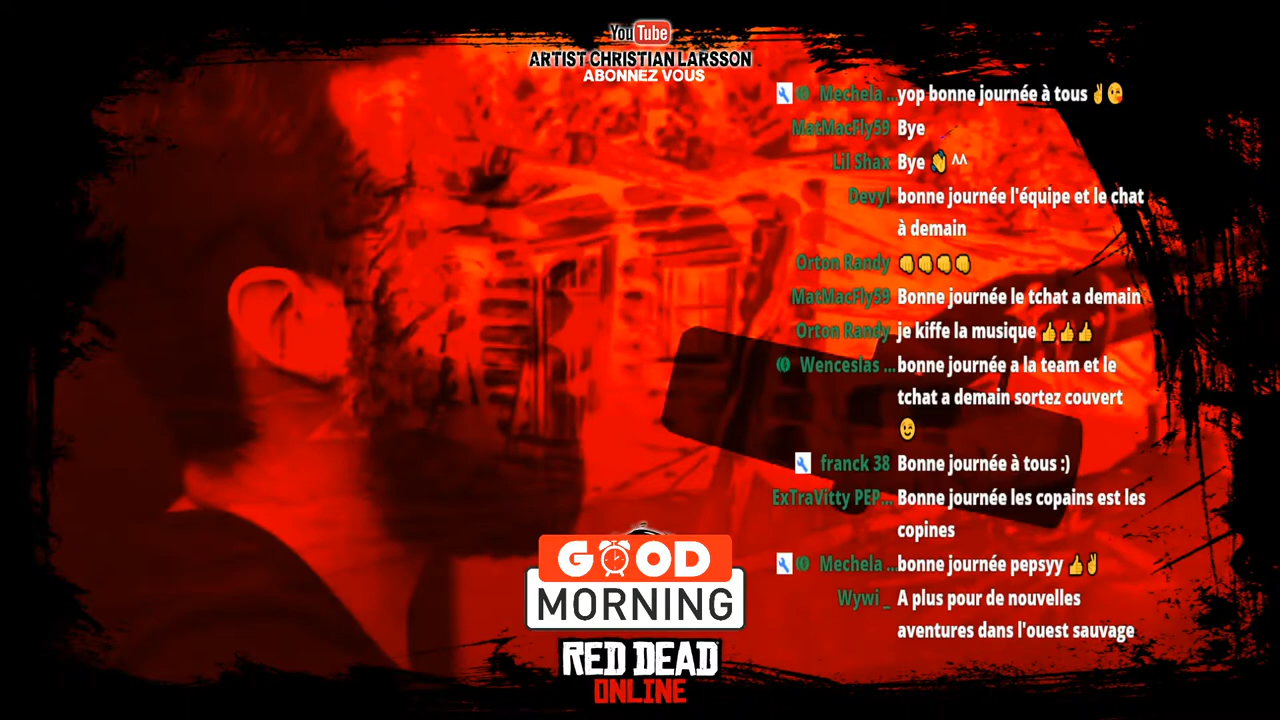 YouTube
ARTIST CHRISTIAN LARSSON
ABONNEZ VOUS
Mechela .. yop bonne journée à tous ✌😘
MatMacFly59 Bye
Lil Shax Bye 👋 ^^
Devyl bonne journée l'équipe et le chat
à demain
Orton Randy 👊👊👊👊
MatMacFly59 Bonne journée le tchat a demain
Orton Randy je kiffe la musique 👍👍👍
Wenceslas ... bonne journée a la team et le
tchat a demain sortez couvert
😉
franck 38 Bonne journée à tous :)
ExTraVitty PEP... Bonne journée les copains est les
copines
Mechela .. bonne journée pepsyy 👍✌
Wywi _ A plus pour de nouvelles
aventures dans l'ouest sauvage
GOOD
MORNING
RED DEAD
ONLINE